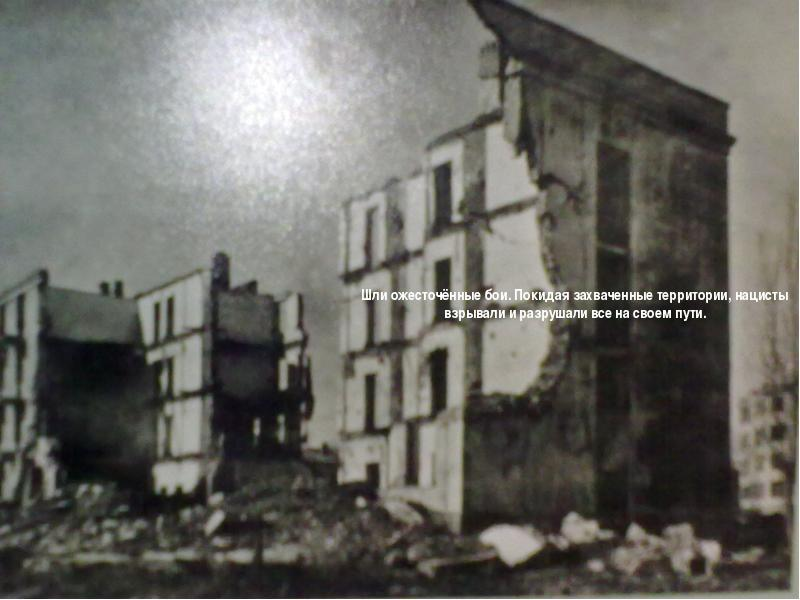 Шли ожесточённые бои. Покидая захваченные территории, нацисты
взрывали и разрушали все на своем пути.